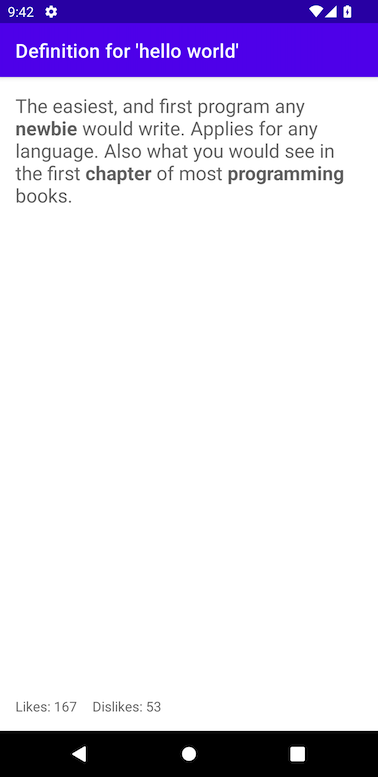 9:42
Definition for 'hello world'
The easiest, and first program any
newbie would write. Applies for any
language. Also what you would see in
the first chapter of most programming
books.
Likes: 167 Dislikes: 53